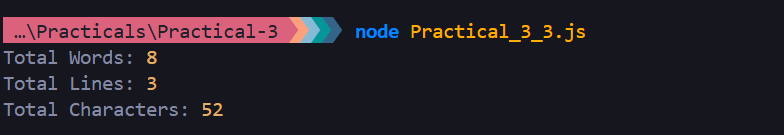 …\Practicals\Practical-3 node Practical_3_3.js
Total Words: 8
Total Lines: 3
Total Characters: 52